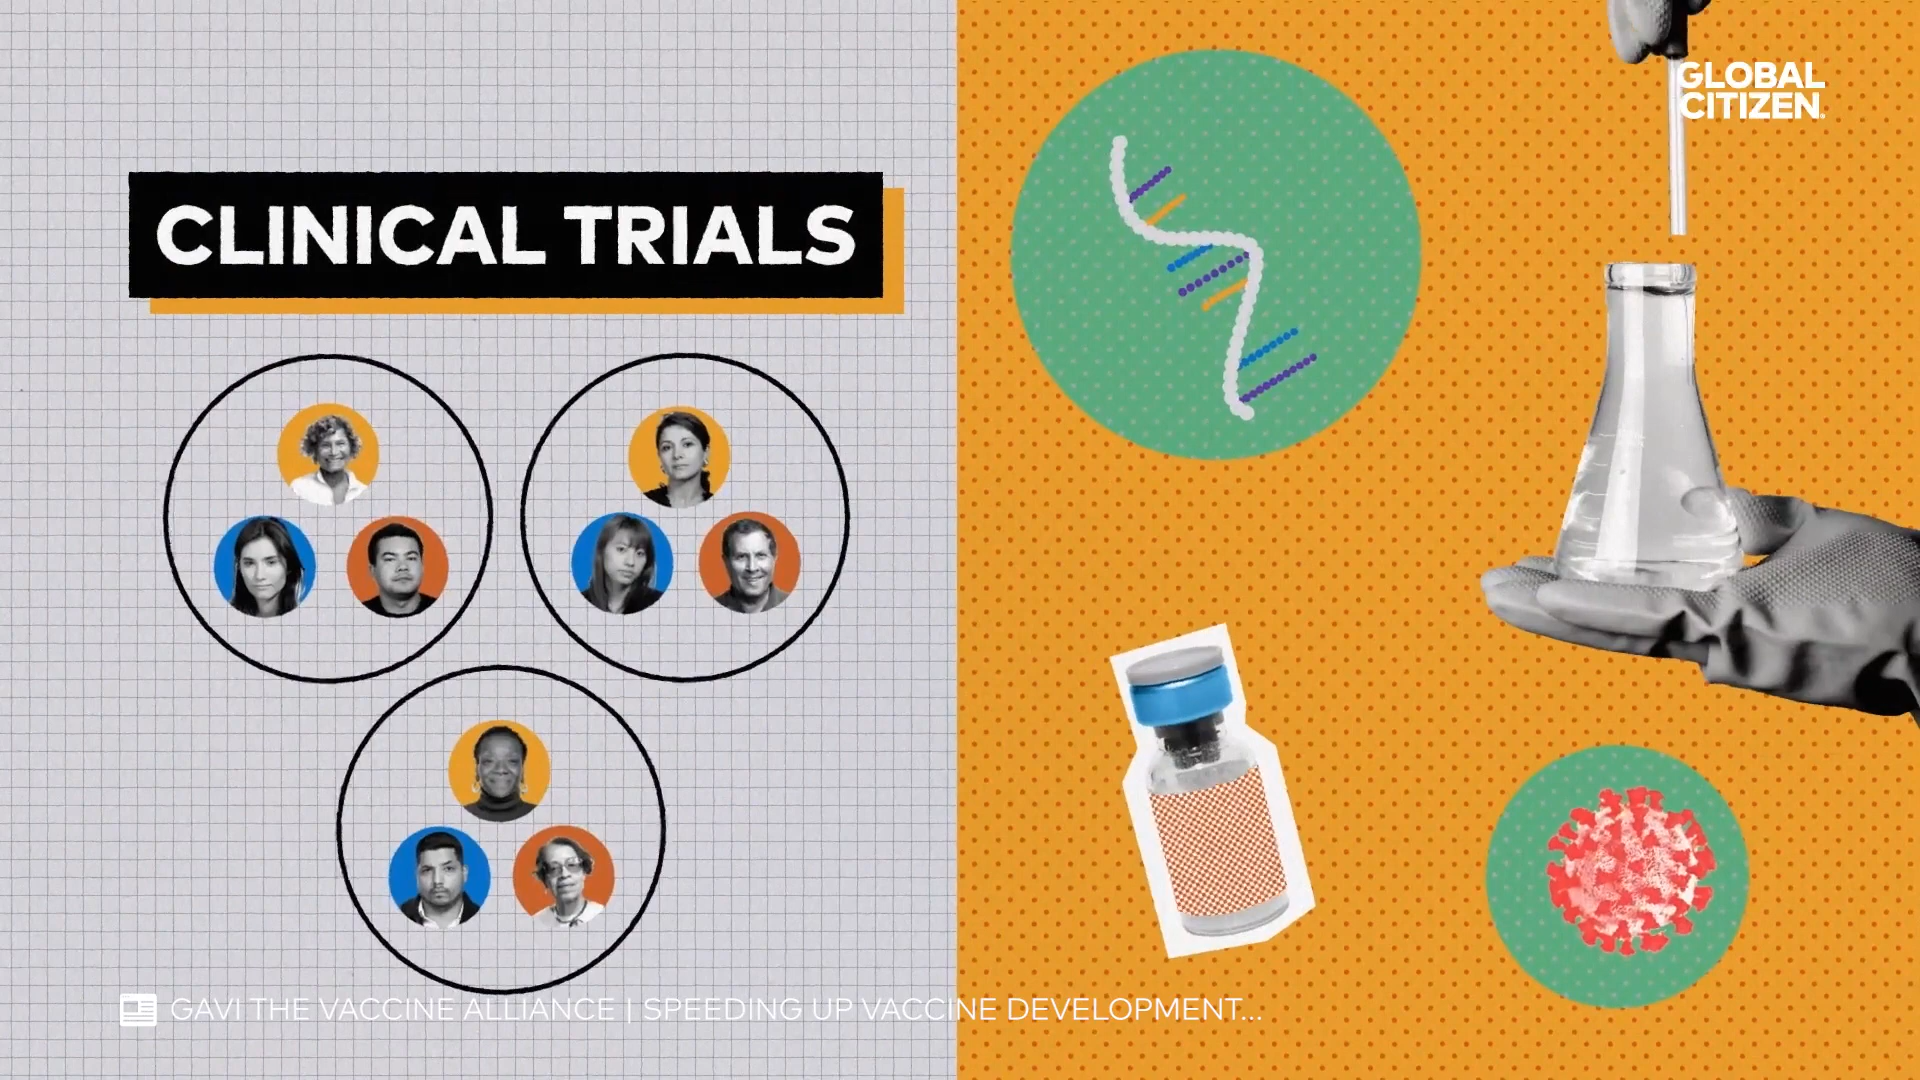 GLOBAL
CITIZEN
CLINICAL TRIALS
GAVI THE VACCINE ALLIANCE | SPEEDING UP VACCINE DEVELOPMENT...